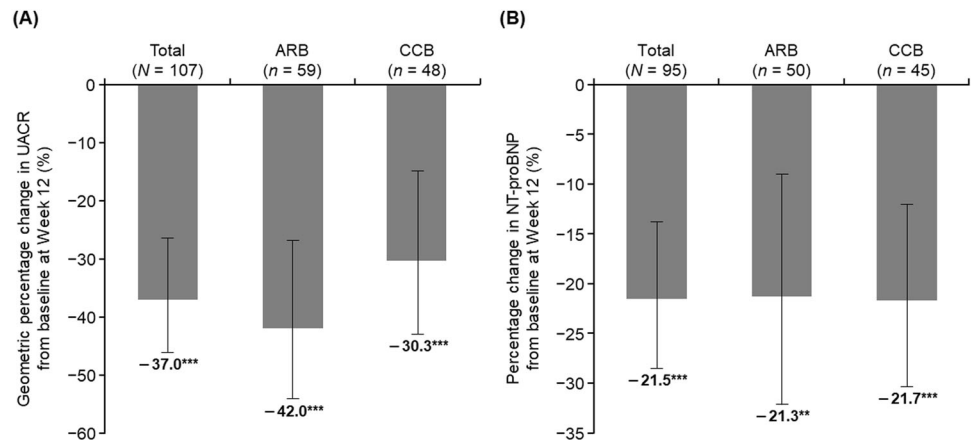 (A)
Total ARB CCB
(N = 107) (n = 59) (n = 48)
0
−10
−20
−30
−40
−50
−60
Geometric percentage change in UACR
from baseline at Week 12 (%)
−37.0***
−42.0***
−30.3***
(B)
Total ARB CCB
(N = 95) (n = 50) (n = 45)
0
−5
−10
−15
−20
−25
−30
−35
Percentage change in NT-proBNP
from baseline at Week 12 (%)
−21.5***
−21.3**
−21.7***